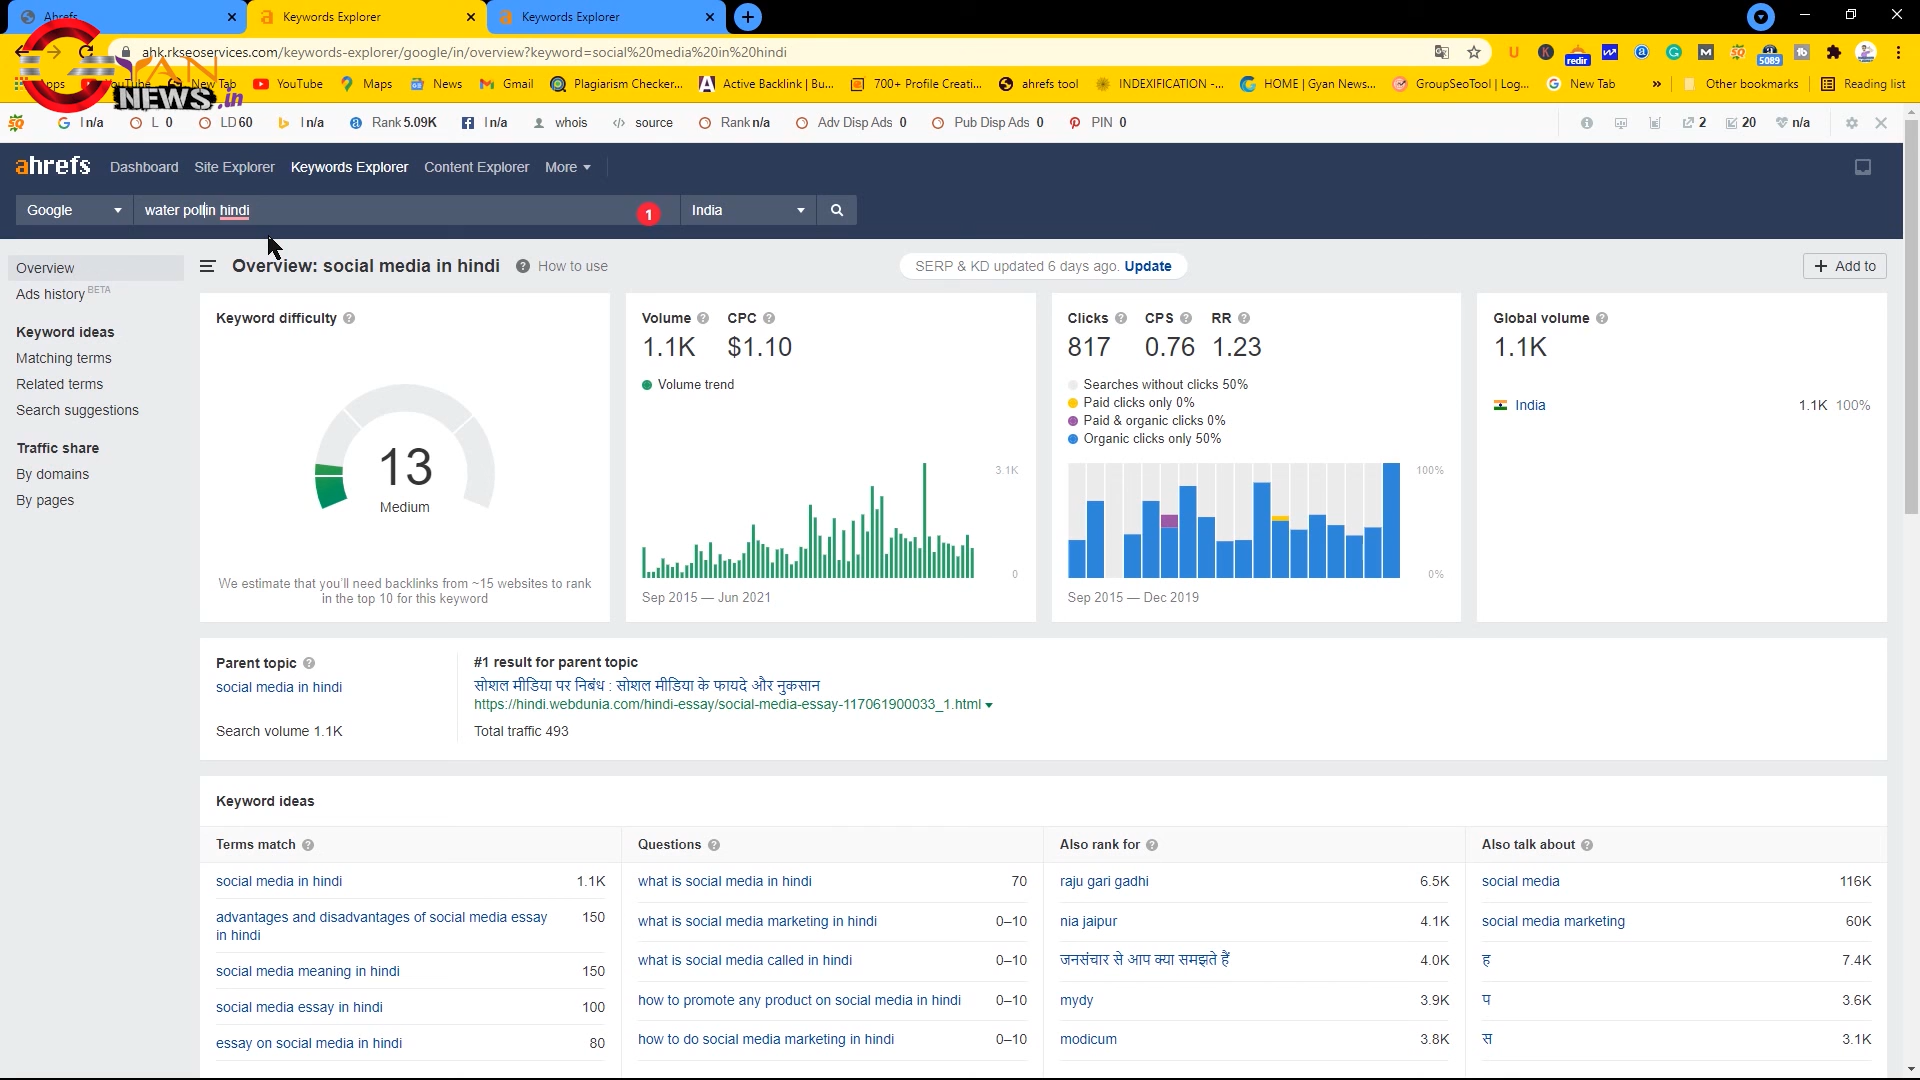 Ahrefs
Keywords Explorer
Keywords Explorer
ahk.rkseoservices.com/keywords-explorer/google/in/overview?keyword=social%20media%20in%20hindi
redir
5089
YouTube
New Tab
YouTube
Maps
News
Gmail
Plagiarism Checker...
Active Backlink | Bu...
700+ Profile Creati...
ahrefs tool
INDEXIFICATION -...
HOME | Gyan News...
GroupSeoTool | Log...
New Tab
»
Other bookmarks
Reading list
GYAN
NEWS.in
I n/a
L 0
LD 60
I n/a
Rank 5.09K
I n/a
whois
source
Rank n/a
Adv Disp Ads 0
Pub Disp Ads 0
PIN 0
2
20
n/a
ahrefs
Dashboard
Site Explorer
Keywords Explorer
Content Explorer
More
Google
water pollin hindi
1
India
Overview
Ads history BETA
Keyword ideas
Matching terms
Related terms
Search suggestions
Traffic share
By domains
By pages
Overview: social media in hindi
How to use
SERP & KD updated 6 days ago. Update
+ Add to
Keyword difficulty
13
Medium
We estimate that you'll need backlinks from ~15 websites to rank
in the top 10 for this keyword
Volume
CPC
1.1K
$1.10
Volume trend
3.1K
0
Sep 2015 — Jun 2021
Clicks
CPS
RR
817
0.76
1.23
Searches without clicks 50%
Paid clicks only 0%
Paid & organic clicks 0%
Organic clicks only 50%
100%
0%
Sep 2015 — Dec 2019
Global volume
1.1K
India
1.1K 100%
Parent topic
social media in hindi
Search volume 1.1K
#1 result for parent topic
सोशल मीडिया पर निबंध : सोशल मीडिया के फायदे और नुकसान
https://hindi.webdunia.com/hindi-essay/social-media-essay-117061900033_1.html
Total traffic 493
Keyword ideas
Terms match
social media in hindi 1.1K
advantages and disadvantages of social media essay 150
in hindi
social media meaning in hindi 150
social media essay in hindi 100
essay on social media in hindi 80
Questions
what is social media in hindi 70
what is social media marketing in hindi 0–10
what is social media called in hindi 0–10
how to promote any product on social media in hindi 0–10
how to do social media marketing in hindi 0–10
Also rank for
raju gari gadhi 6.5K
nia jaipur 4.1K
जनसंचार से आप क्या समझते हैं 4.0K
mydy 3.9K
modicum 3.8K
Also talk about
social media 116K
social media marketing 60K
ह 7.4K
प 3.6K
स 3.1K